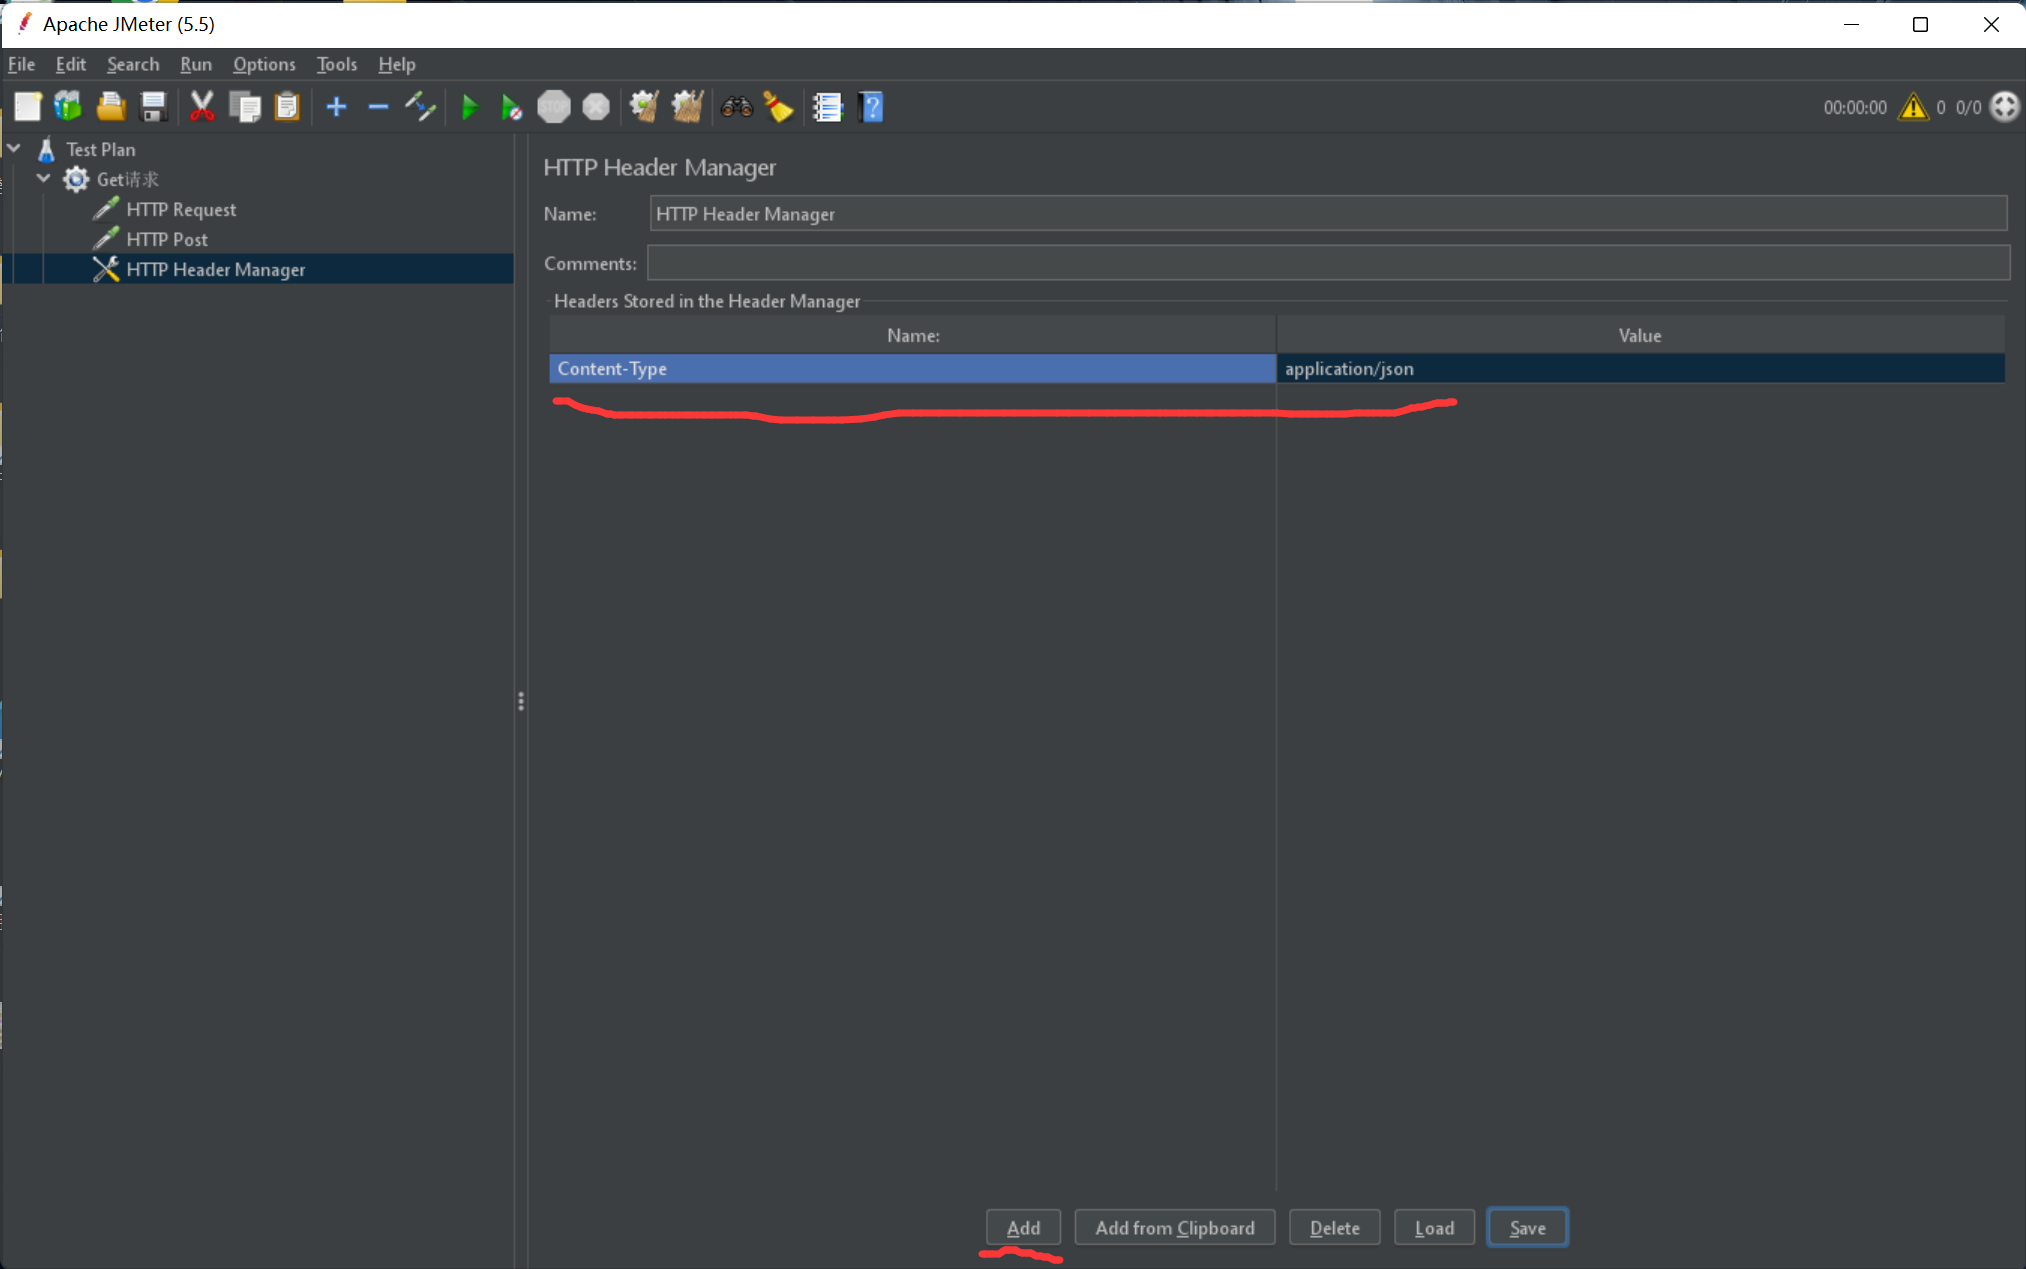 Apache JMeter (5.5)
File Edit Search Run Options Tools Help
STOP
00:00:00 0 0/0
Test Plan
Get请求
HTTP Request
HTTP Post
HTTP Header Manager
HTTP Header Manager
Name: HTTP Header Manager
Comments:
Headers Stored in the Header Manager
Name: Value
Content-Type application/json
Add Add from Clipboard Delete Load Save